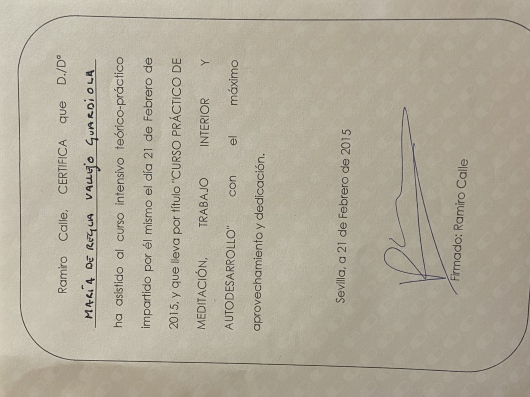 Ramiro Calle, CERTIFICA que D./Dª
MARÍA DE REGLA VALLEJO GUARDIOLA
ha asistido al curso intensivo teórico-práctico
impartido por él mismo el día 21 de Febrero de
2015, y que lleva por título "CURSO PRÁCTICO DE
MEDITACIÓN, TRABAJO INTERIOR Y
AUTODESARROLLO" con el máximo
aprovechamiento y dedicación.
Sevilla, a 21 de Febrero de 2015
Firmado: Ramiro Calle